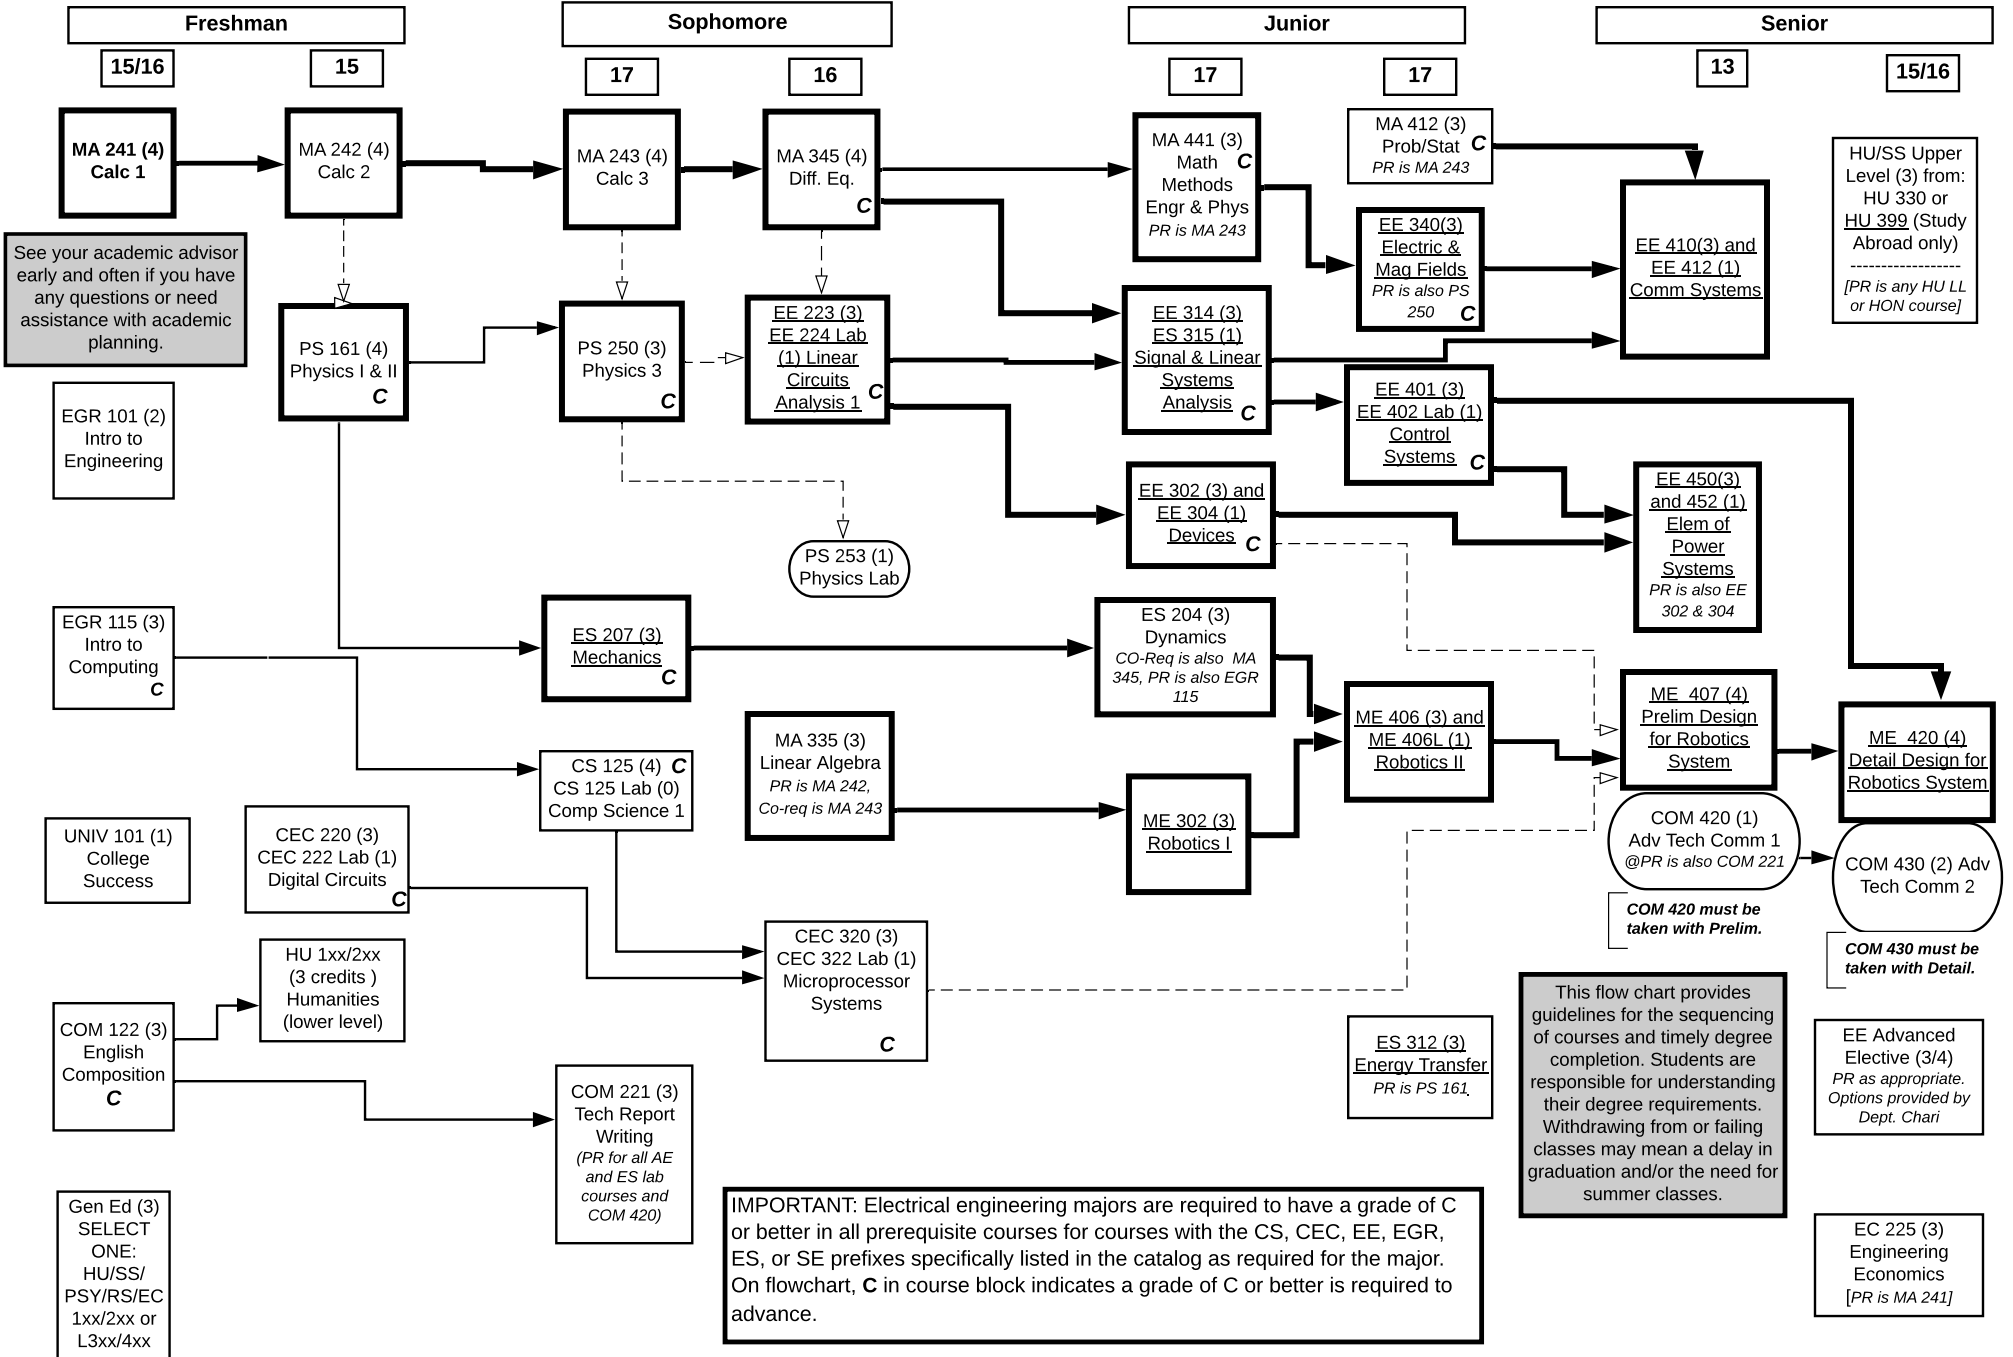 Freshman
Sophomore
Junior
Senior
15/16
15
17
16
17
17
13
15/16
MA 241 (4)
Calc 1
MA 242 (4)
Calc 2
MA 243 (4)
Calc 3
MA 345 (4)
Diff. Eq.
C
MA 441 (3)
Math C
Methods
Engr & Phys
PR is MA 243
MA 412 (3)
Prob/Stat C
PR is MA 243
HU/SS Upper
Level (3) from:
HU 330 or
HU 399 (Study
Abroad only)
------------------
[PR is any HU LL
or HON course]
EE 340(3)
Electric &
Mag Fields
PR is also PS
250 C
EE 410(3) and
EE 412 (1)
Comm Systems
See your academic advisor
early and often if you have
any questions or need
assistance with academic
planning.
PS 161 (4)
Physics I & II
C
PS 250 (3)
Physics 3
C
EE 223 (3)
EE 224 Lab
(1) Linear
Circuits
Analysis 1 C
EE 314 (3)
ES 315 (1)
Signal & Linear
Systems
Analysis C
EE 401 (3)
EE 402 Lab (1)
Control
Systems C
EGR 101 (2)
Intro to
Engineering
PS 253 (1)
Physics Lab
EE 302 (3) and
EE 304 (1)
Devices C
EE 450(3)
and 452 (1)
Elem of
Power
Systems
PR is also EE
302 & 304
EGR 115 (3)
Intro to
Computing
C
ES 207 (3)
Mechanics
C
ES 204 (3)
Dynamics
CO-Req is also MA
345, PR is also EGR
115
MA 335 (3)
Linear Algebra
PR is MA 242,
Co-req is MA 243
ME 406 (3) and
ME 406L (1)
Robotics II
ME 407 (4)
Prelim Design
for Robotics
System
ME 420 (4)
Detail Design for
Robotics System
CS 125 (4) C
CS 125 Lab (0)
Comp Science 1
ME 302 (3)
Robotics I
UNIV 101 (1)
College
Success
CEC 220 (3)
CEC 222 Lab (1)
Digital Circuits
C
COM 420 (1)
Adv Tech Comm 1
@PR is also COM 221
COM 430 (2) Adv
Tech Comm 2
COM 420 must be
taken with Prelim.
COM 430 must be
taken with Detail.
HU 1xx/2xx
(3 credits )
Humanities
(lower level)
CEC 320 (3)
CEC 322 Lab (1)
Microprocessor
Systems
C
COM 122 (3)
English
Composition
C
COM 221 (3)
Tech Report
Writing
(PR for all AE
and ES lab
courses and
COM 420)
ES 312 (3)
Energy Transfer
PR is PS 161.
This flow chart provides
guidelines for the sequencing
of courses and timely degree
completion. Students are
responsible for understanding
their degree requirements.
Withdrawing from or failing
classes may mean a delay in
graduation and/or the need for
summer classes.
EE Advanced
Elective (3/4)
PR as appropriate.
Options provided by
Dept. Chari
Gen Ed (3)
SELECT
ONE:
HU/SS/
PSY/RS/EC
1xx/2xx or
L3xx/4xx
IMPORTANT: Electrical engineering majors are required to have a grade of C
or better in all prerequisite courses for courses with the CS, CEC, EE, EGR,
ES, or SE prefixes specifically listed in the catalog as required for the major.
On flowchart, C in course block indicates a grade of C or better is required to
advance.
EC 225 (3)
Engineering
Economics
[PR is MA 241]